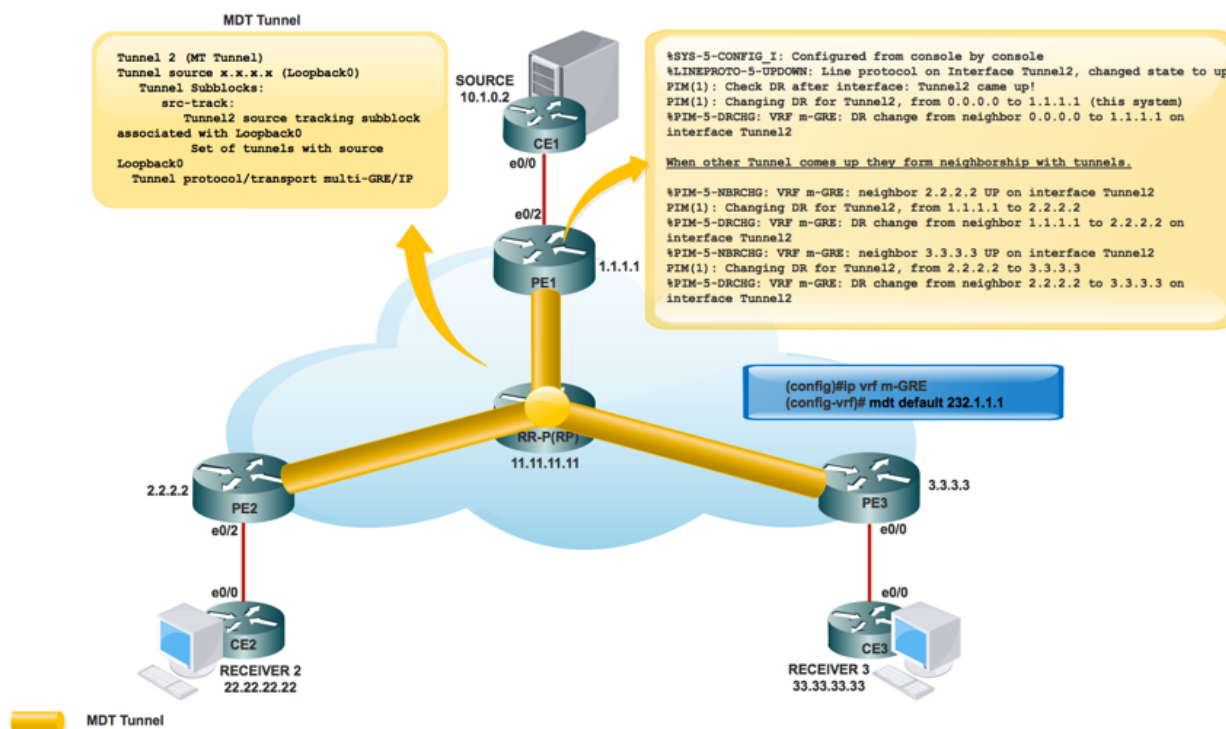 MDT Tunnel
Tunnel 2 (MT Tunnel)
Tunnel source x.x.x.x (Loopback0)
Tunnel Subblocks:
src-track:
Tunnel2 source tracking subblock
associated with Loopback0
Set of tunnels with source
Loopback0
Tunnel protocol/transport multi-GRE/IP
SOURCE
10.1.0.2
CE1
e0/0
e0/2
PE1
1.1.1.1
%SYS-5-CONFIG_I: Configured from console by console
%LINEPROTO-5-UPDOWN: Line protocol on Interface Tunnel2, changed state to up
PIM(1): Check DR after interface: Tunnel2 came up!
PIM(1): Changing DR for Tunnel2, from 0.0.0.0 to 1.1.1.1 (this system)
%PIM-5-DRCHG: VRF m-GRE: DR change from neighbor 0.0.0.0 to 1.1.1.1 on
interface Tunnel2
When other Tunnel comes up they form neighborship with tunnels.
%PIM-5-NBRCHG: VRF m-GRE: neighbor 2.2.2.2 UP on interface Tunnel2
PIM(1): Changing DR for Tunnel2, from 1.1.1.1 to 2.2.2.2
%PIM-5-DRCHG: VRF m-GRE: DR change from neighbor 1.1.1.1 to 2.2.2.2 on
interface Tunnel2
%PIM-5-NBRCHG: VRF m-GRE: neighbor 3.3.3.3 UP on interface Tunnel2
PIM(1): Changing DR for Tunnel2, from 2.2.2.2 to 3.3.3.3
%PIM-5-DRCHG: VRF m-GRE: DR change from neighbor 2.2.2.2 to 3.3.3.3 on
interface Tunnel2
(config)#ip vrf m-GRE
(config-vrf)# mdt default 232.1.1.1
RR-P(RP)
11.11.11.11
2.2.2.2
PE2
e0/2
3.3.3.3
PE3
e0/0
e0/0
CE2
RECEIVER 2
22.22.22.22
e0/0
CE3
RECEIVER 3
33.33.33.33
MDT Tunnel